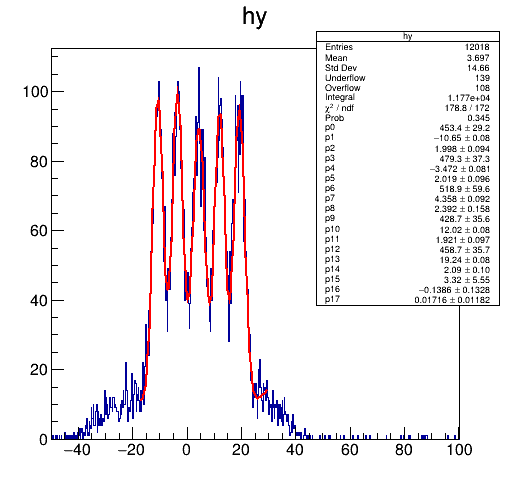 hy
hy
Entries 12018
Mean 3.697
Std Dev 14.66
Underflow 139
Overflow 108
Integral 1.177e+04
χ² / ndf 178.8 / 172
Prob 0.345
p0 453.4 ± 29.2
p1 −10.65 ± 0.08
p2 1.998 ± 0.094
p3 479.3 ± 37.3
p4 −3.472 ± 0.081
p5 2.019 ± 0.096
p6 518.9 ± 59.6
p7 4.358 ± 0.092
p8 2.392 ± 0.158
p9 428.7 ± 35.6
p10 12.02 ± 0.08
p11 1.921 ± 0.097
p12 458.7 ± 35.7
p13 19.24 ± 0.08
p14 2.09 ± 0.10
p15 3.32 ± 5.55
p16 −0.1386 ± 0.1328
p17 0.01716 ± 0.01182
100
80
60
40
20
0
−40 −20 0 20 40 60 80 100